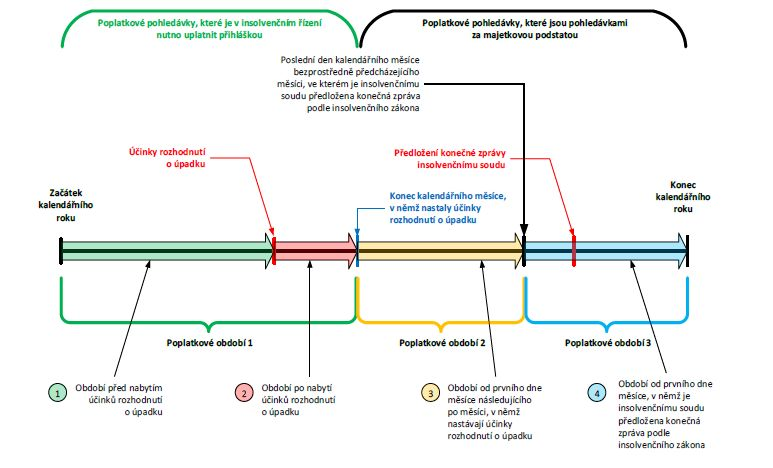 Poplatkové pohledávky, které je v insolvenčním řízení
nutno uplatnit přihláškou
Poplatkové pohledávky, které jsou pohledávkami
za majetkovou podstatou
Poslední den kalendářního měsíce
bezprostředně předcházejícího
měsíci, ve kterém je insolvenčnímu
soudu předložena konečná zpráva
podle insolvenčního zákona
Účinky rozhodnutí
o úpadku
Předložení konečné zprávy
insolvenčnímu soudu
Začátek
kalendářního
roku
Konec kalendářního měsíce,
v němž nastaly účinky
rozhodnutí o úpadku
Konec
kalendářního
roku
Poplatkové období 1
Poplatkové období 2
Poplatkové období 3
1
Období před nabytím
účinků rozhodnutí
o úpadku
2
Období po nabytí
účinků rozhodnutí
o úpadku
3
Období od prvního dne
měsíce následujícího
po měsíci, v němž
nastávají účinky
rozhodnutí o úpadku
4
Období od prvního dne
měsíce, v němž je
insolvenčnímu soudu
předložena konečná
zpráva podle
insolvenčního zákona